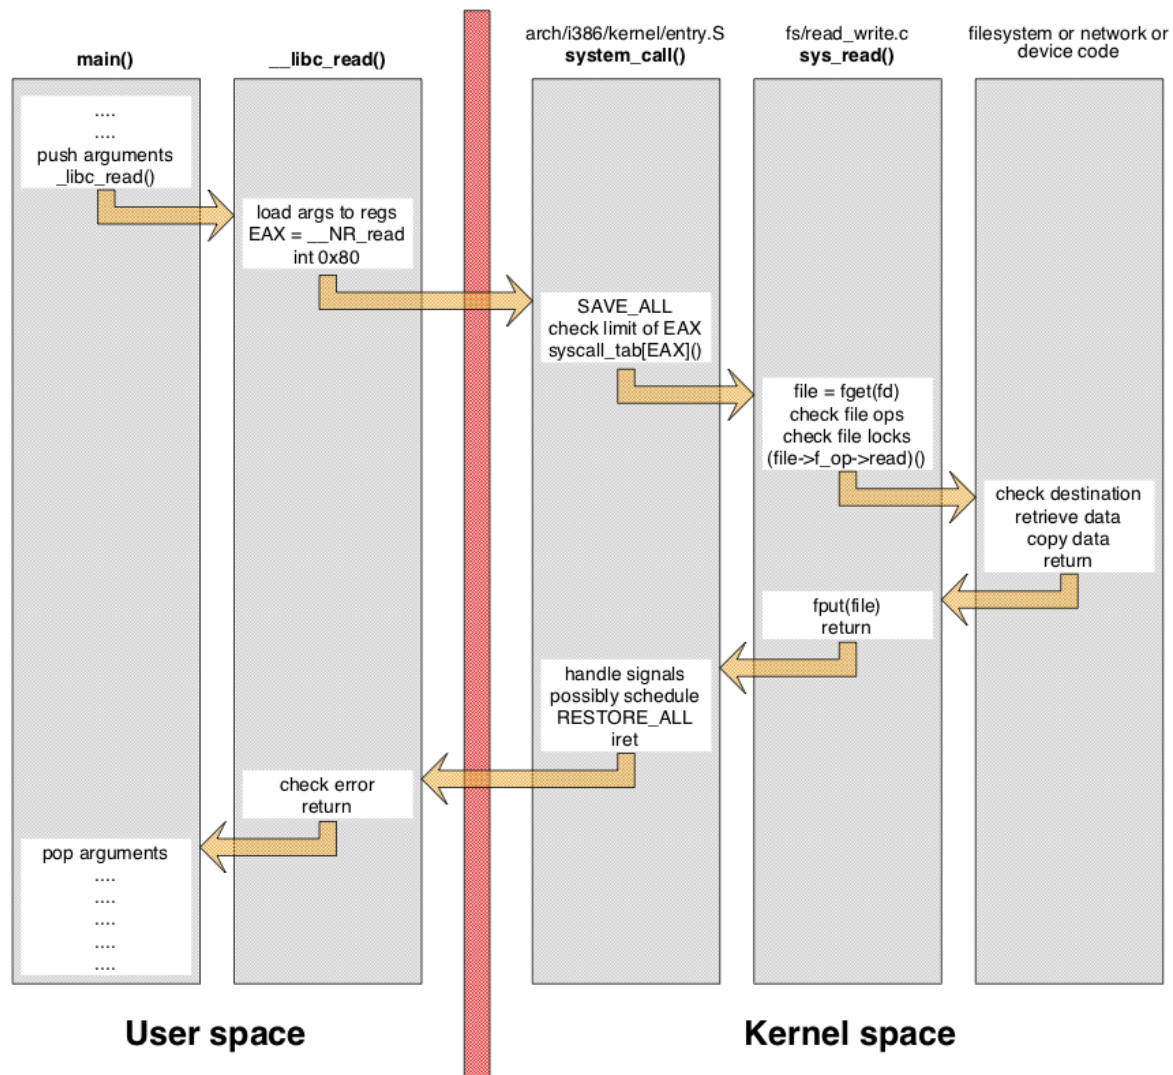 main()
__libc_read()
arch/i386/kernel/entry.S
system_call()
fs/read_write.c
sys_read()
filesystem or network or
device code
....
....
push arguments
_libc_read()
load args to regs
EAX = __NR_read
int 0x80
SAVE_ALL
check limit of EAX
syscall_tab[EAX]()
file = fget(fd)
check file ops
check file locks
(file->f_op->read)()
check destination
retrieve data
copy data
return
fput(file)
return
handle signals
possibly schedule
RESTORE_ALL
iret
check error
return
pop arguments
....
....
....
....
....
User space
Kernel space